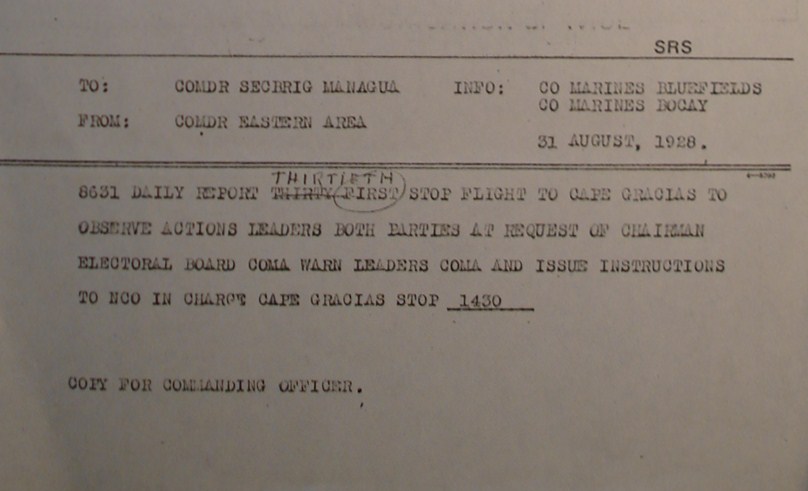 SRS
TO: COMDR SECBRIG MANAGUA INFO: CO MARINES BLUEFIELDS
CO MARINES BOCAY
FROM: COMDR EASTERN AREA
31 AUGUST, 1928.
THIRTIETH
8631 DAILY REPORT THIRTY FIRST STOP FLIGHT TO CAPE GRACIAS TO
OBSERVE ACTIONS LEADERS BOTH PARTIES AT REQUEST OF CHAIRMAN
ELECTORAL BOARD COMA WARN LEADERS COMA AND ISSUE INSTRUCTIONS
TO NCO IN CHARGE CAPE GRACIAS STOP 1430
COPY FOR COMMANDING OFFICER.